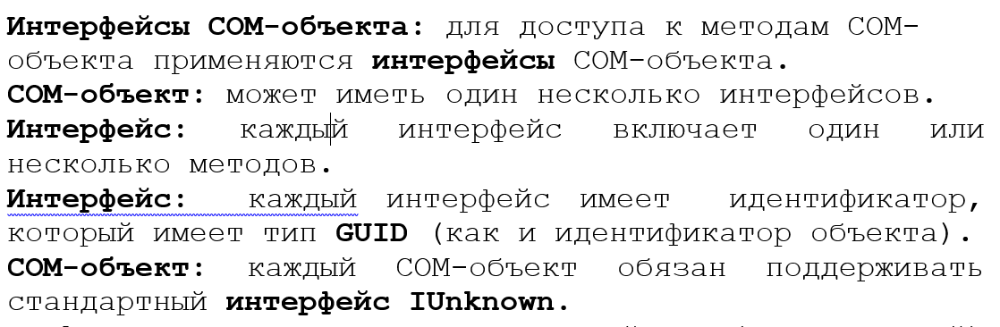 Интерфейсы COM-объекта: для доступа к методам COM-
объекта применяются интерфейсы COM-объекта.
COM-объект: может иметь один несколько интерфейсов.
Интерфейс: каждый интерфейс включает один или
несколько методов.
Интерфейс: каждый интерфейс имеет идентификатор,
который имеет тип GUID (как и идентификатор объекта).
COM-объект: каждый COM-объект обязан поддерживать
стандартный интерфейс IUnknown.